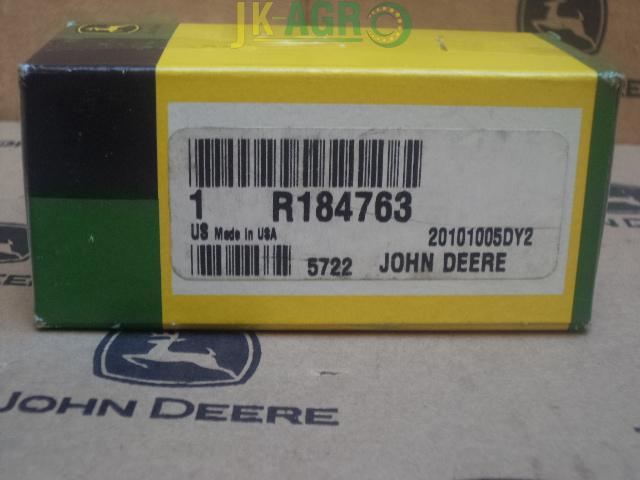 JK-AGRO
1 R184763
US Made in USA
20101005DY2
5722 JOHN DEERE
JOHN DEERE